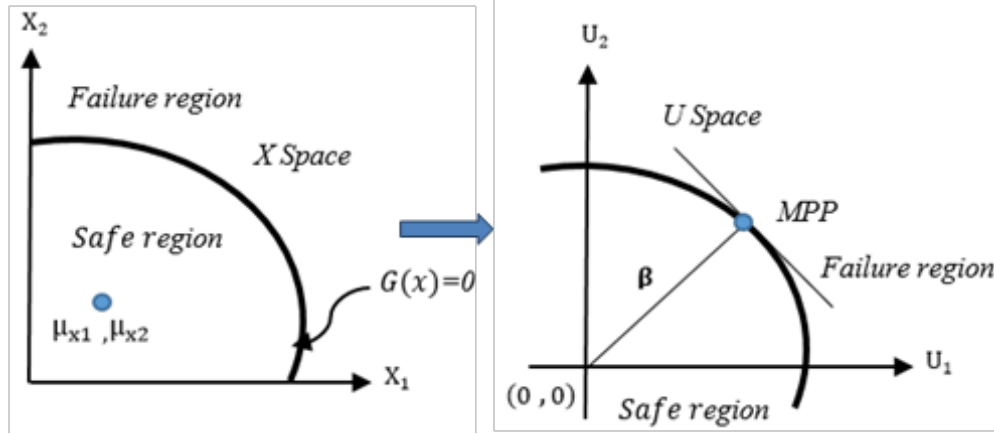 X₂
Failure region
X Space
Safe region
G(x)=0
μₓ₁ ,μₓ₂
X₁
U₂
U Space
MPP
β
Failure region
U₁
(0 ,0)
Safe region